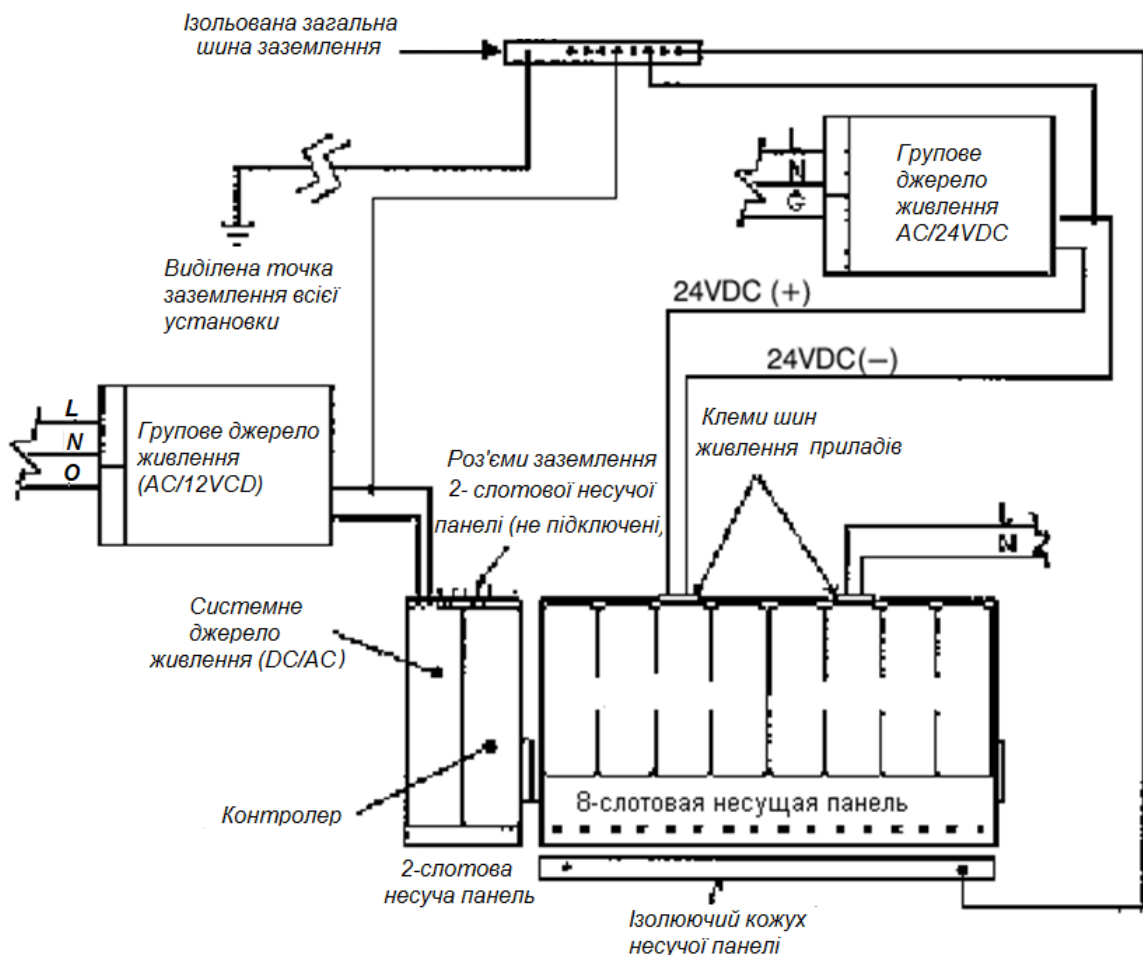 Ізольована загальна
шина заземлення
L
N
G
Групове
джерело
живлення
AC/24VDC
Виділена точка
заземлення всієї
установки
24VDC (+)
24VDC(—)
L
N
O
Групове джерело
живлення
(AC/12VCD)
Клеми шин
живлення приладів
Роз'єми заземлення
2- слотової несучої
панелі (не підключені)
L
N
Системне
джерело
живлення (DC/AC)
Контролер
8-слотовая несущая панель
2-слотова
несуча панель
Ізолюючий кожух
несучої панелі